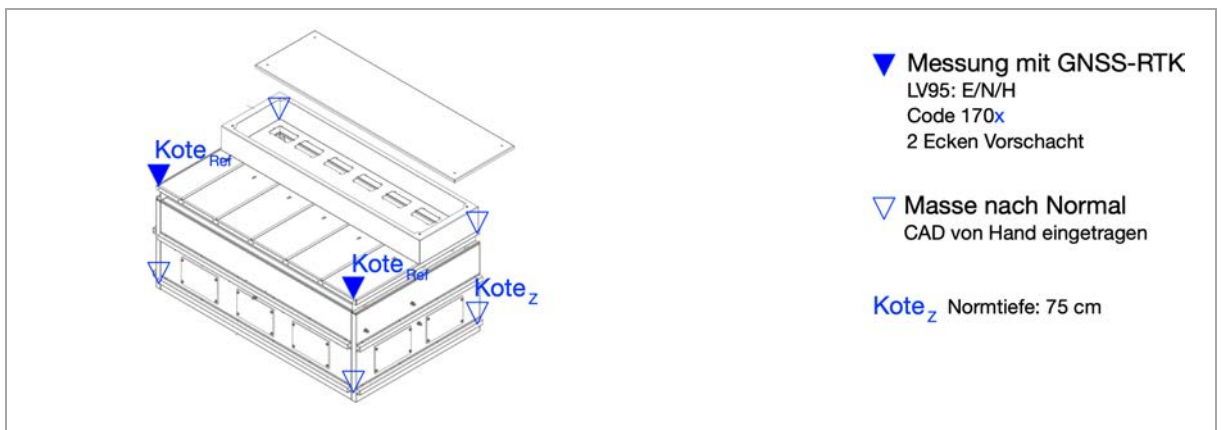 Kote Ref
Kote Ref
Kote Z
Messung mit GNSS-RTK
LV95: E/N/H
Code 170x
2 Ecken Vorschacht
Masse nach Normal
CAD von Hand eingetragen
Kote Z Normtiefe: 75 cm